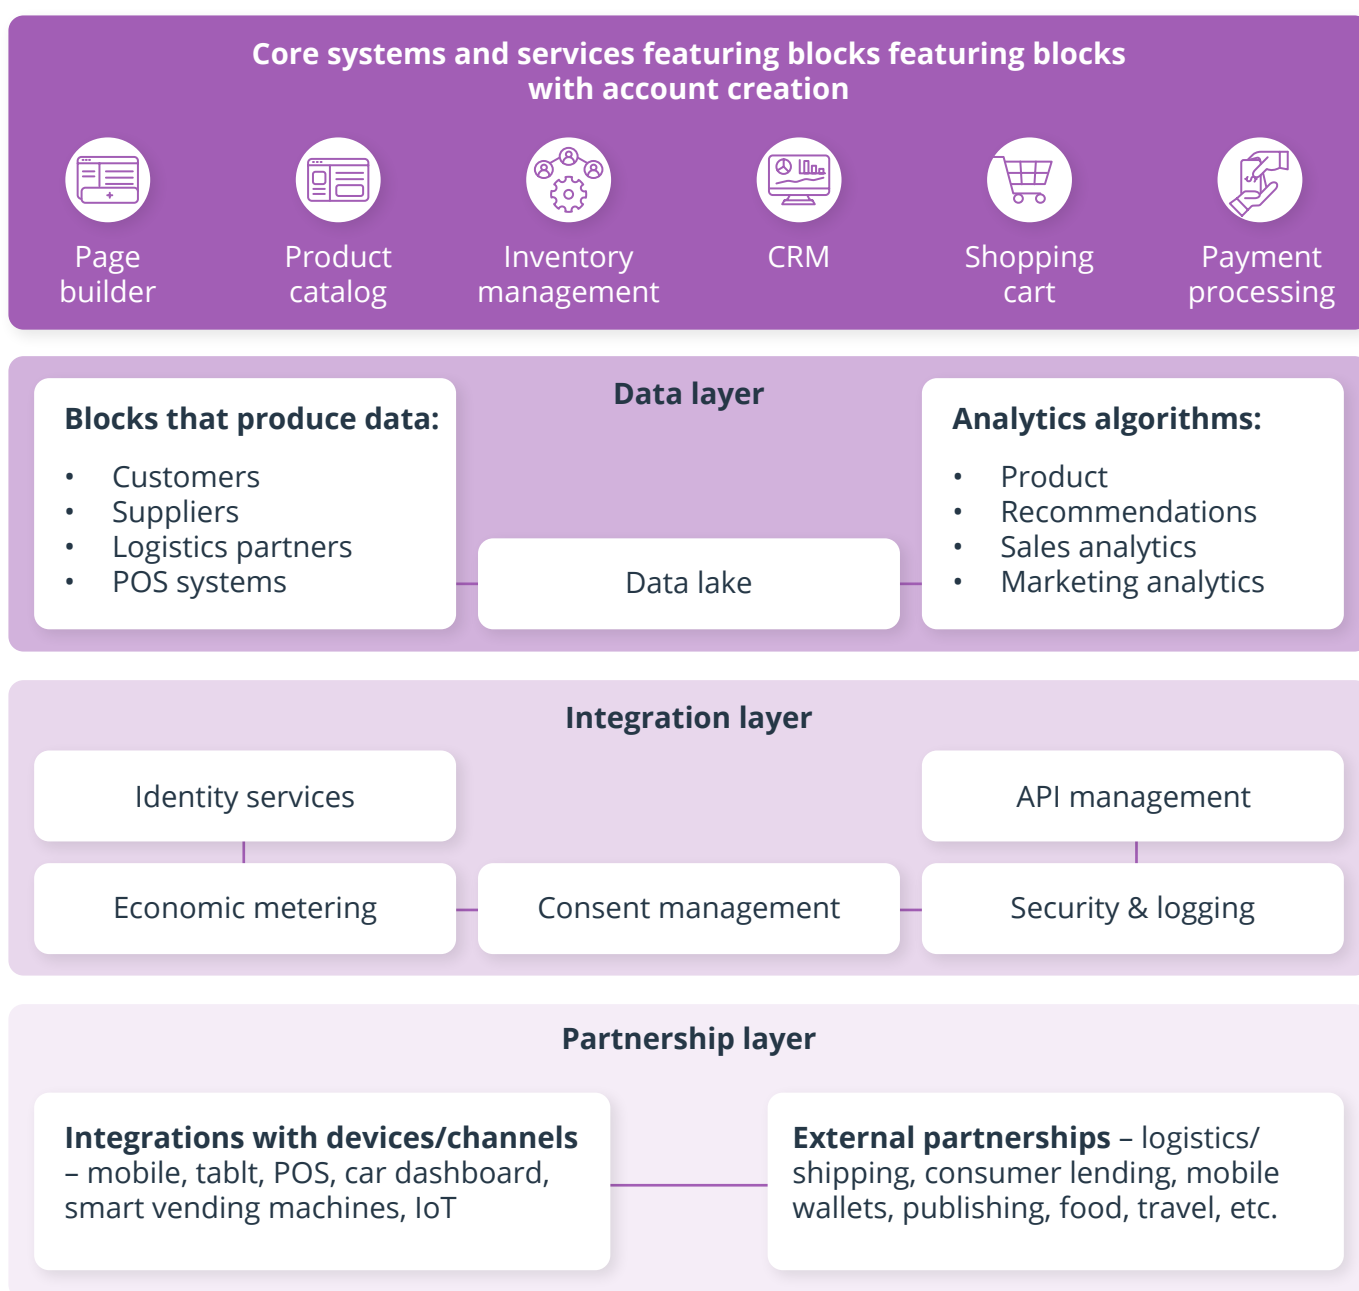 Core systems and services featuring blocks featuring blocks
with account creation
Page
builder
Product
catalog
Inventory
management
CRM
Shopping
cart
Payment
processing
Data layer
Blocks that produce data:
• Customers
• Suppliers
• Logistics partners
• POS systems
Data lake
Analytics algorithms:
• Product
• Recommendations
• Sales analytics
• Marketing analytics
Integration layer
Identity services
API management
Economic metering
Consent management
Security & logging
Partnership layer
Integrations with devices/channels
– mobile, tablt, POS, car dashboard,
smart vending machines, IoT
External partnerships – logistics/
shipping, consumer lending, mobile
wallets, publishing, food, travel, etc.